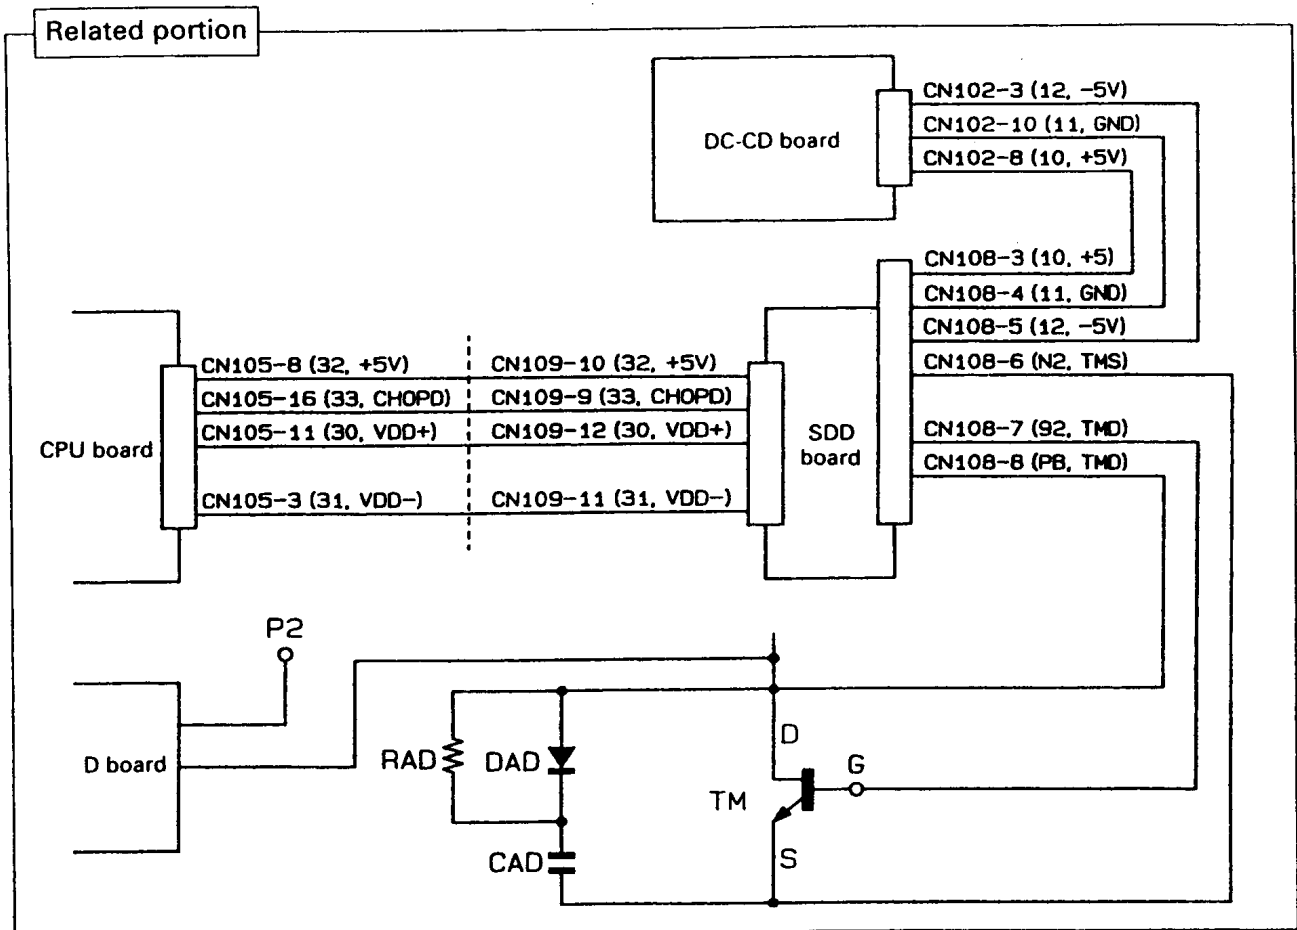 Related portion
DC-CD board
CN102-3 (12, -5V)
CN102-10 (11, GND)
CN102-8 (10, +5V)
CN108-3 (10, +5)
CN108-4 (11, GND)
CN108-5 (12, -5V)
CN108-6 (N2, TMS)
CN108-7 (92, TMD)
CN108-8 (PB, TMD)
SDD
board
CPU board
CN105-8 (32, +5V)
CN109-10 (32, +5V)
CN105-16 (33, CHOPD)
CN109-9 (33, CHOPD)
CN105-11 (30, VDD+)
CN109-12 (30, VDD+)
CN105-3 (31, VDD-)
CN109-11 (31, VDD-)
P2
D board
RAD
DAD
CAD
TM
D
G
S